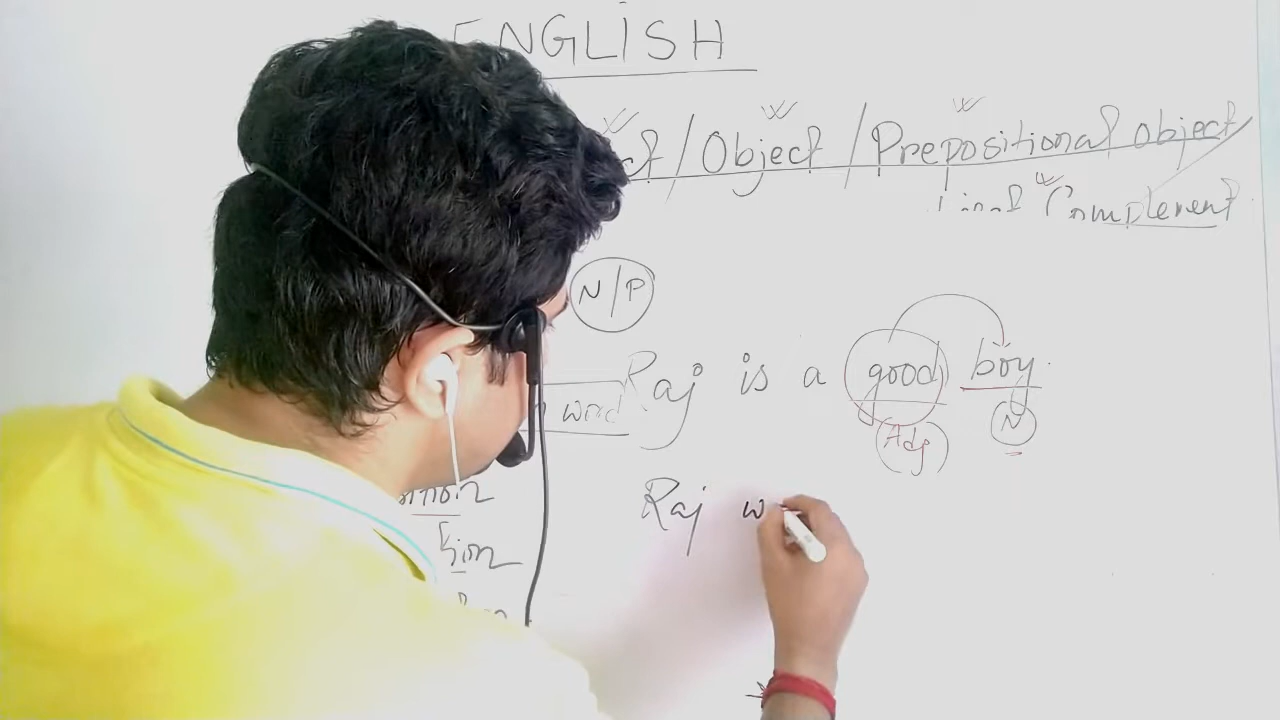 ENGLISH
/ Object / Prepositional object
Complement
N/P
Raj is a good boy.
word
Adj N
Raj w